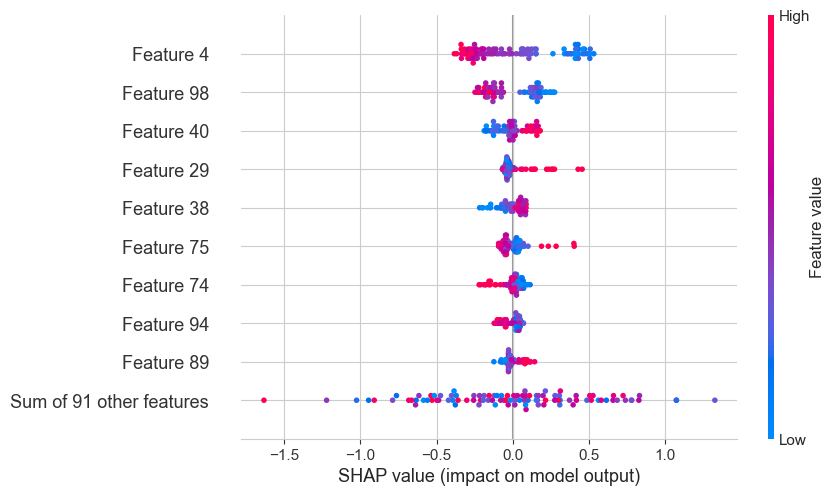 High
Feature 4
Feature 98
Feature 40
Feature 29
Feature 38
Feature 75
Feature 74
Feature 94
Feature 89
Sum of 91 other features
Feature value
Low
−1.5 −1.0 −0.5 0.0 0.5 1.0
SHAP value (impact on model output)